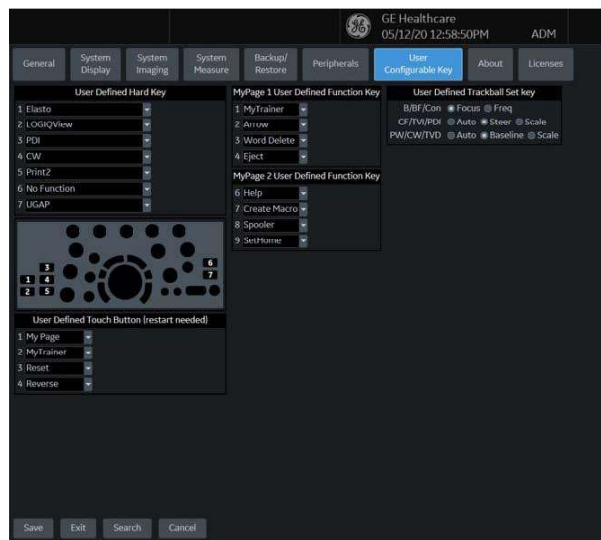 GE Healthcare
05/12/20 12:58:50PM ADM
General
System Display
System Imaging
System Measure
Backup/ Restore
Peripherals
User Configurable Key
About
Licenses
User Defined Hard Key
1 Elasto
2 LOGIQView
3 PDI
4 CW
5 Print2
6 No Function
7 UGAP
3
1 4
2 5
6
7
User Defined Touch Button (restart needed)
1 My Page
2 MyTrainer
3 Reset
4 Reverse
MyPage 1 User Defined Function Key
1 MyTrainer
2 Arrow
3 Word Delete
4 Eject
MyPage 2 User Defined Function Key
6 Help
7 Create Macro
8 Spooler
9 SetHome
User Defined Trackball Set key
B/BF/Con Focus Freq
CF/TVI/PDI Auto Steer Scale
PW/CW/TVD Auto Baseline Scale
Save
Exit
Search
Cancel